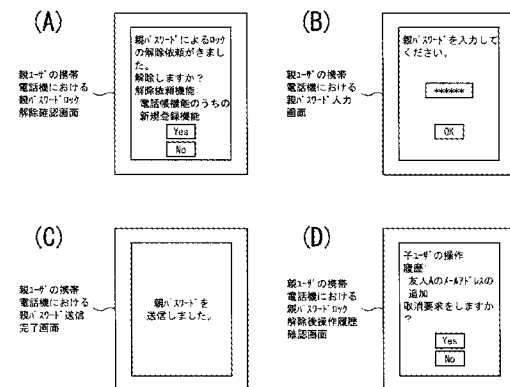 (A)
親ﾕｰｻﾞの携帯
電話機における
親ﾊﾟｽﾜｰﾄﾞﾛｯｸ
解除確認画面
親ﾊﾟｽﾜｰﾄﾞによるﾛｯｸ
の解除依頼がきまし
た。
解除しますか？
解除依頼機能:
電話帳機能のうちの
新規登録機能
Yes
No
(B)
親ﾕｰｻﾞの携帯
電話機における
親ﾊﾟｽﾜｰﾄﾞ入力
画面
親ﾊﾟｽﾜｰﾄﾞを入力して
ください。
******
OK
(C)
親ﾕｰｻﾞの携帯
電話機における
親ﾊﾟｽﾜｰﾄﾞ送信
完了画面
親ﾊﾟｽﾜｰﾄﾞを
送信しました。
(D)
親ﾕｰｻﾞの携帯
電話機における
親ﾊﾟｽﾜｰﾄﾞﾛｯｸ
解除後操作履歴
確認画面
子ﾕｰｻﾞの操作
履歴:
友人Aのﾒｰﾙｱﾄﾞﾚｽの
追加
取消要求をしますか
？
Yes
No